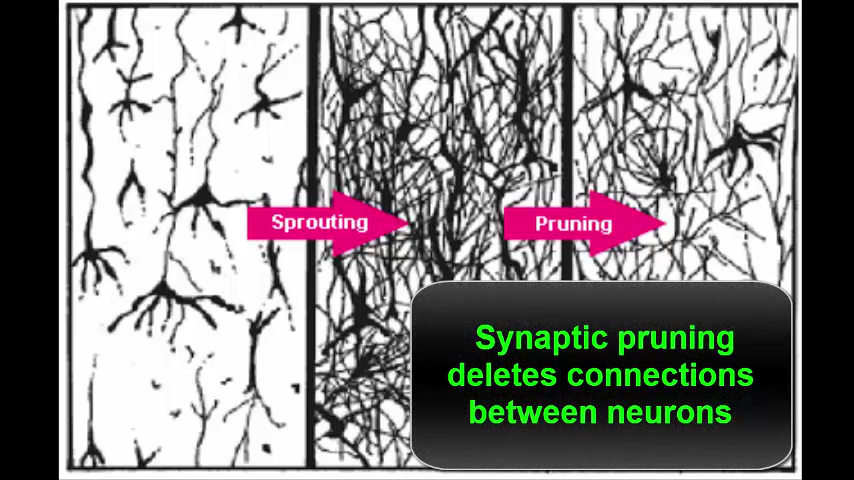 Sprouting
Pruning
Synaptic pruning
deletes connections
between neurons